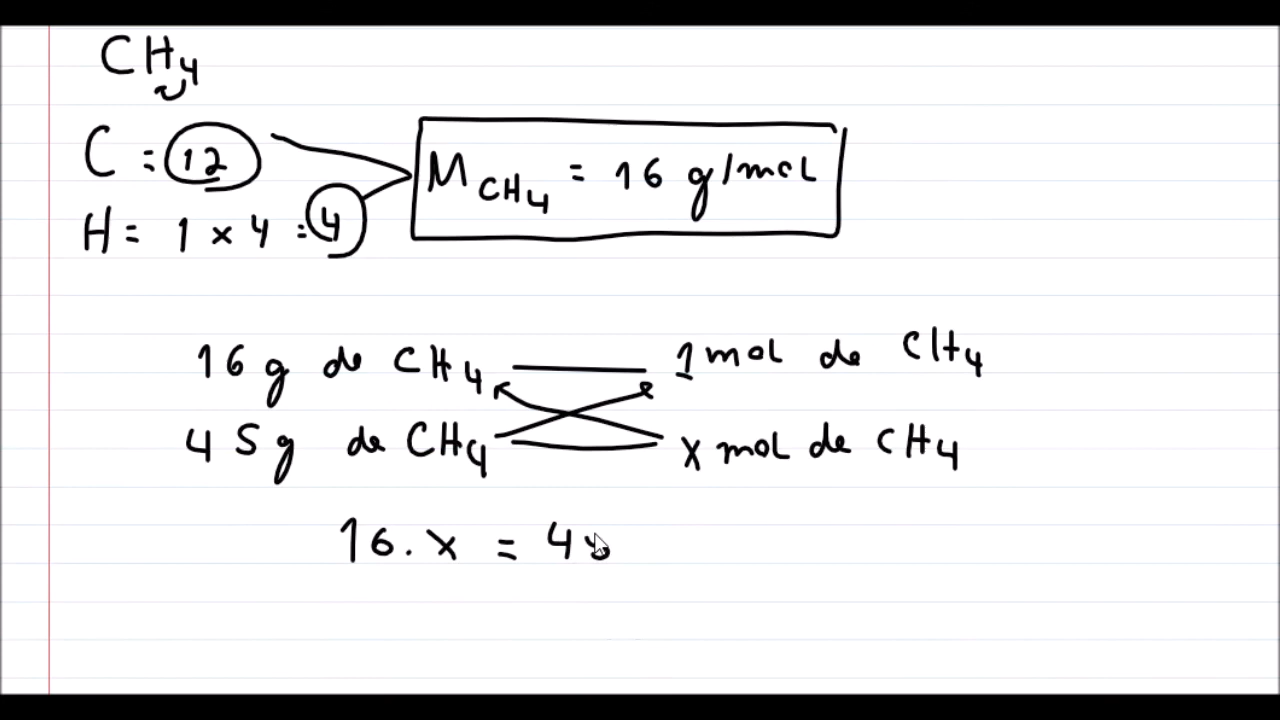 CH4
C = 12
H = 1 x 4 = 4
MCH4 = 16 g/mol
16 g de CH4 1 mol de CH4
45 g de CH4 x mol de CH4
16 . x = 4